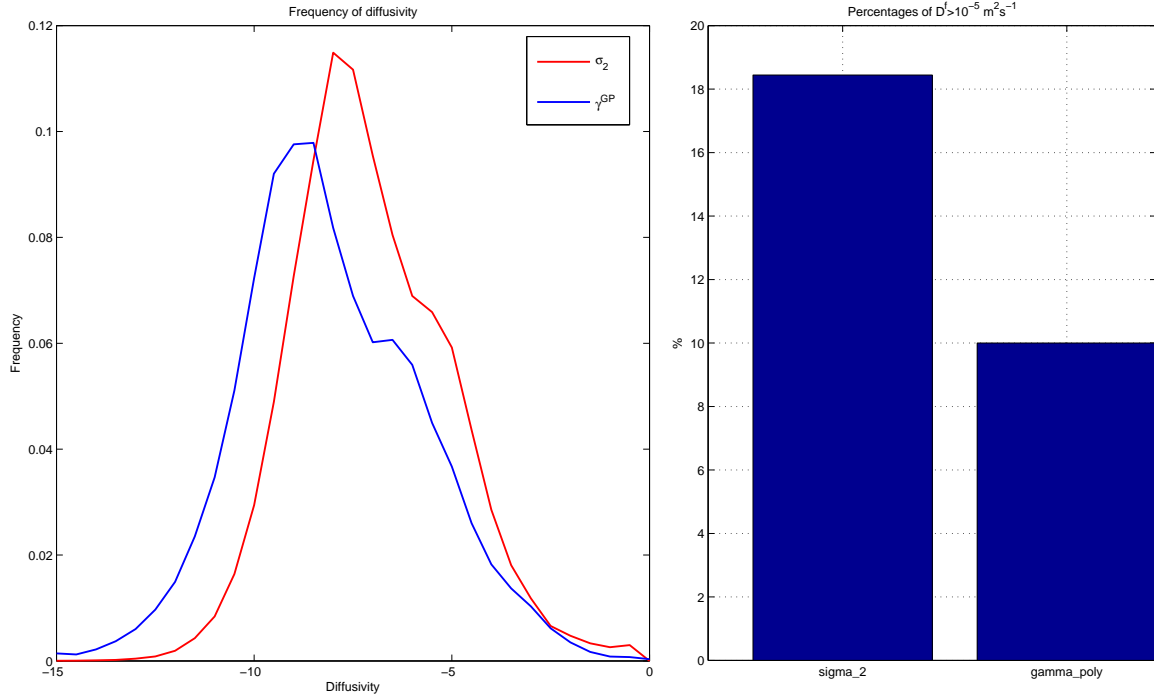 Frequency of diffusivity
0.12
0.1
0.08
0.06
0.04
0.02
0
Frequency
−15
−10
−5
0
Diffusivity
σ₂
γᴳᴾ
Percentages of Dᶠ>10⁻⁵ m²s⁻¹
20
18
16
14
12
10
8
6
4
2
0
%
sigma_2
gamma_poly